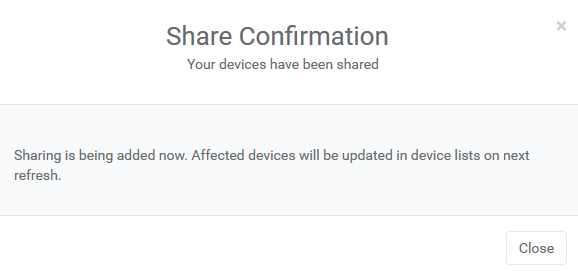 ×
Share Confirmation
Your devices have been shared
Sharing is being added now. Affected devices will be updated in device lists on next
refresh.
Close